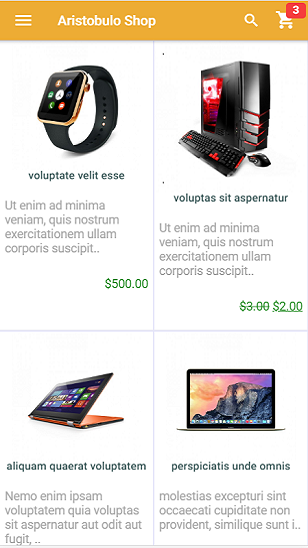 Aristobulo Shop
3
voluptate velit esse
Ut enim ad minima
veniam, quis nostrum
exercitationem ullam
corporis suscipit..
$500.00
voluptas sit aspernatur
Ut enim ad minima
veniam, quis nostrum
exercitationem ullam
corporis suscipit..
$3.00 $2.00
aliquam quaerat voluptatem
Nemo enim ipsam
voluptatem quia voluptas
sit aspernatur aut odit aut
fugit, ..
perspiciatis unde omnis
molestias excepturi sint
occaecati cupiditate non
provident, similique sunt i..